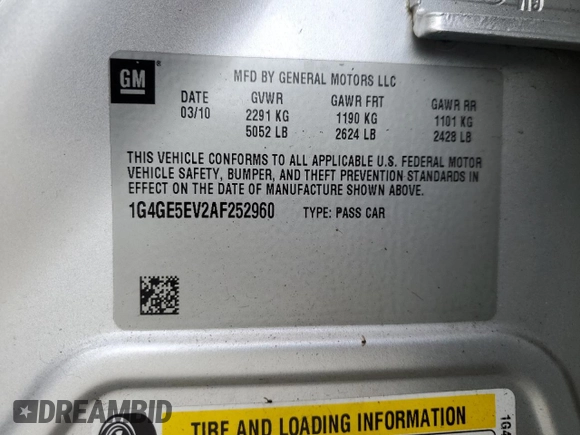 GM
MFD BY GENERAL MOTORS LLC
DATE GVWR GAWR FRT GAWR RR
03/10 2291 KG 1190 KG 1101 KG
5052 LB 2624 LB 2428 LB
THIS VEHICLE CONFORMS TO ALL APPLICABLE U.S. FEDERAL MOTOR
VEHICLE SAFETY, BUMPER, AND THEFT PREVENTION STANDARDS IN
EFFECT ON THE DATE OF MANUFACTURE SHOWN ABOVE.
1G4GE5EV2AF252960 TYPE: PASS CAR
TIRE AND LOADING INFORMATION
1G4
DREAMBID